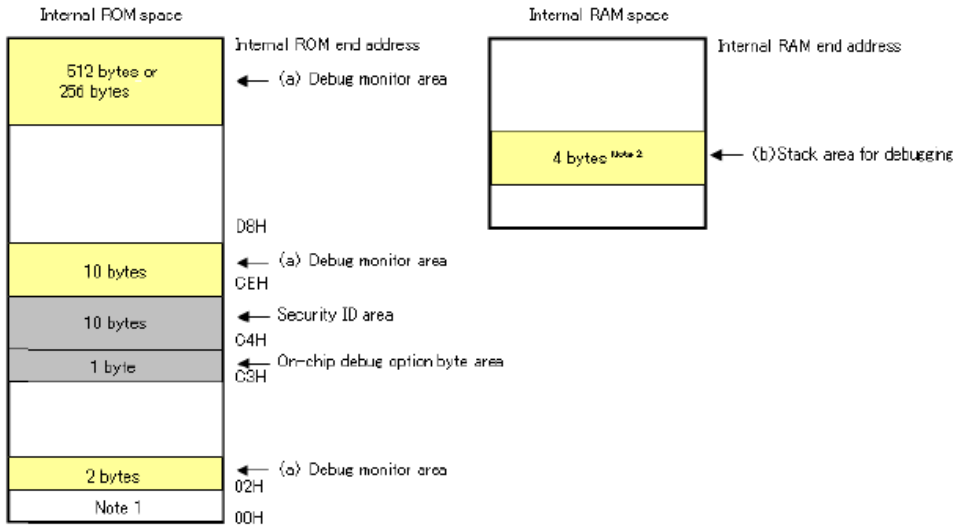 Internal ROM space
Internal ROM end address
512 bytes or
256 bytes
(a) Debug monitor area
D8H
10 bytes
(a) Debug monitor area
CEH
10 bytes
Security ID area
C4H
1 byte
On-chip debug option byte area
C3H
2 bytes
(a) Debug monitor area
02H
Note 1
00H
Internal RAM space
Internal RAM end address
4 bytes Note 2
(b)Stack area for debugging